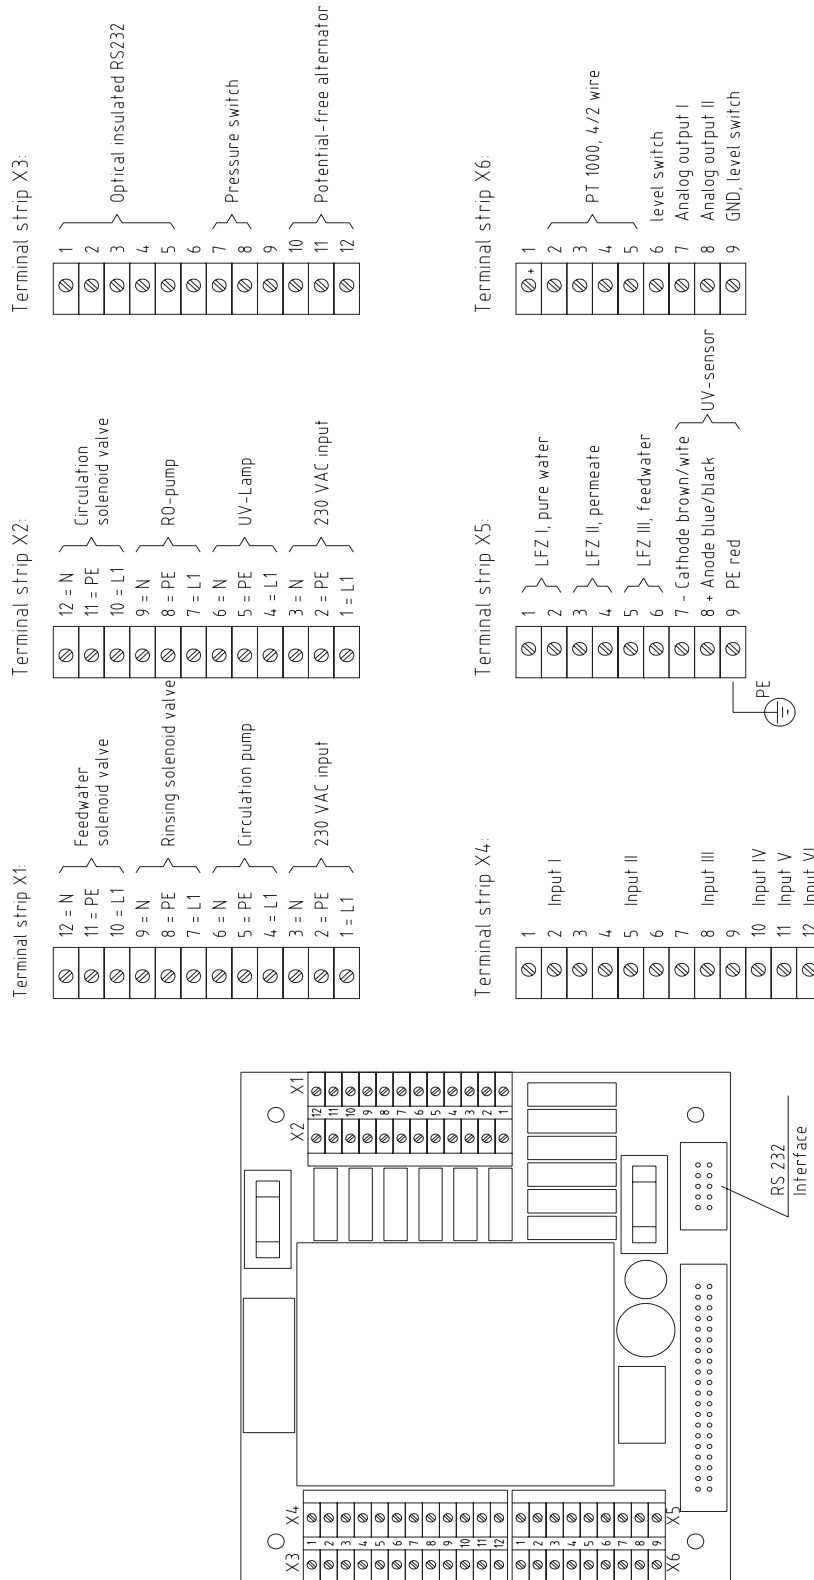 Terminal strip X3:
1
2
3
4
5
6
7
8
9
10
11
12
Optical insulated RS232
Pressure switch
Potential-free alternator
Terminal strip X2:
12 = N
11 = PE
10 = L1
9 = N
8 = PE
7 = L1
6 = N
5 = PE
4 = L1
3 = N
2 = PE
1 = L1
Circulation
solenoid valve
RO-pump
UV-Lamp
230 VAC input
Terminal strip X1:
12 = N
11 = PE
10 = L1
9 = N
8 = PE
7 = L1
6 = N
5 = PE
4 = L1
3 = N
2 = PE
1 = L1
Feedwater
solenoid valve
Rinsing solenoid valve
Circulation pump
230 VAC input
Terminal strip X6:
+
1
2
3
4
5
6 level switch
7 Analog output I
8 Analog output II
9 GND, level switch
PT 1000, 4/2 wire
Terminal strip X5:
1
2
3
4
5
6
7 - Cathode brown/wite
8 + Anode blue/black
9 PE red
LFZ I, pure water
LFZ II, permeate
LFZ III, feedwater
UV-sensor
PE
Terminal strip X4:
1
2 Input I
3
4
5 Input II
6
7
8 Input III
9
10 Input IV
11 Input V
12 Input VI
X1
X2
12
11
10
9
8
7
6
5
4
3
2
1
RS 232
Interface
X4
X3
1
2
3
4
5
6
7
8
9
10
11
12
X5
X6
1
2
3
4
5
6
7
8
9